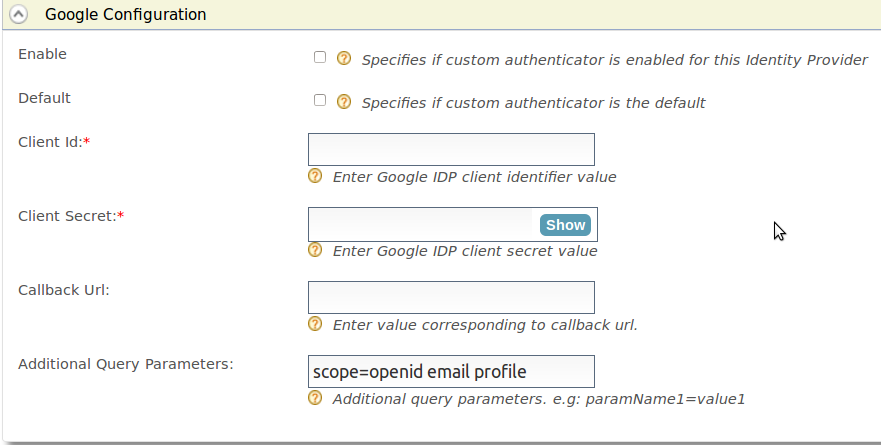 Google Configuration
Enable
? Specifies if custom authenticator is enabled for this Identity Provider
Default
? Specifies if custom authenticator is the default
Client Id:*
? Enter Google IDP client identifier value
Client Secret:*
Show
? Enter Google IDP client secret value
Callback Url:
? Enter value corresponding to callback url.
Additional Query Parameters:
scope=openid email profile
? Additional query parameters. e.g: paramName1=value1